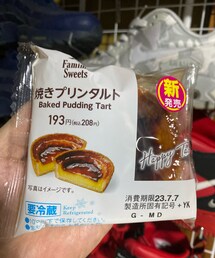 Famima
Sweets
焼きプリンタルト
Baked Pudding Tart
193円(税込208円)
新
発売
写真はイメージです。
要冷蔵
Keep
Refrigerated
消費期限23.7.7
製造所固有記号+YK
G - MD